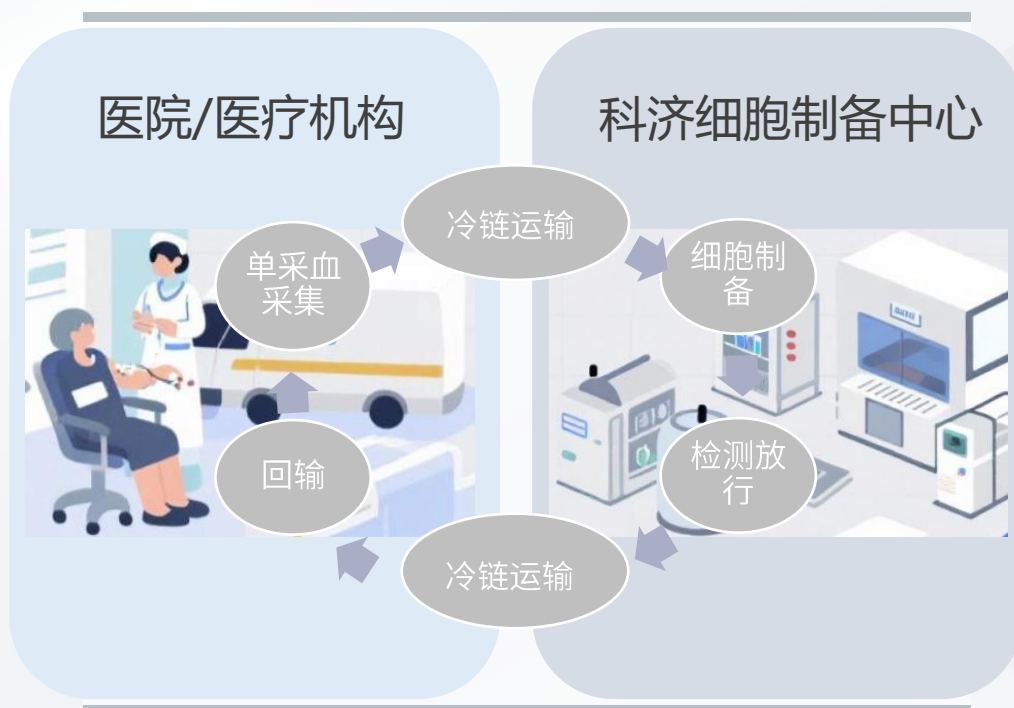 医院/医疗机构
科济细胞制备中心
冷链运输
单采血
采集
细胞制
备
回输
检测放
行
冷链运输